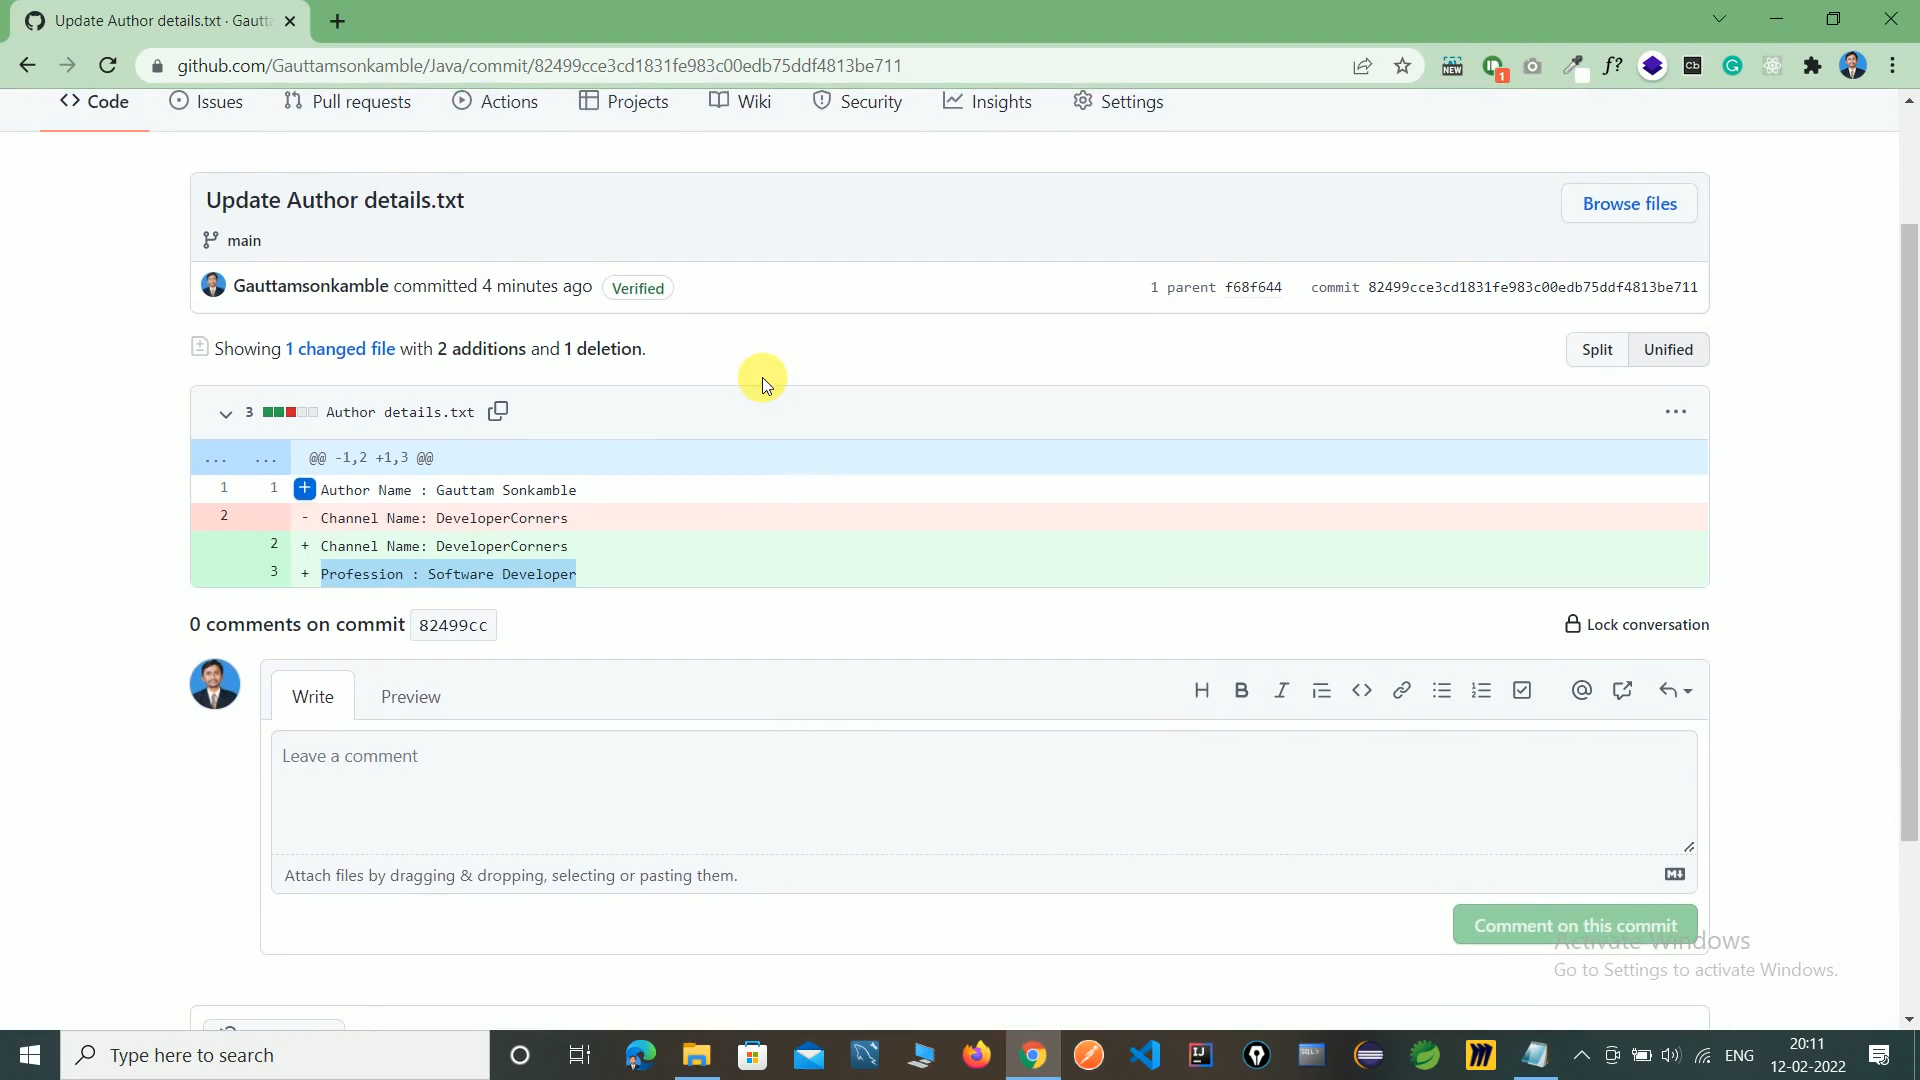 Update Author details.txt · Gautta
github.com/Gauttamsonkamble/Java/commit/82499cce3cd1831fe983c00edb75ddf4813be711
NEW
1
f?
Cb
G
Code Issues Pull requests Actions Projects Wiki Security Insights Settings
Update Author details.txt
Browse files
main
Gauttamsonkamble committed 4 minutes ago Verified
1 parent f68f644 commit 82499cce3cd1831fe983c00edb75ddf4813be711
Showing 1 changed file with 2 additions and 1 deletion.
Split Unified
3 Author details.txt ...
... ... @@ -1,2 +1,3 @@
1 1 + Author Name : Gauttam Sonkamble
2 - Channel Name: DeveloperCorners
2 + Channel Name: DeveloperCorners
3 + Profession : Software Developer
0 comments on commit 82499cc
Lock conversation
Write Preview
H B I
Leave a comment
Attach files by dragging & dropping, selecting or pasting them.
M
Comment on this commit
Activate Windows
Go to Settings to activate Windows.
Type here to search
IJ
SQL>
ENG
20:11
12-02-2022